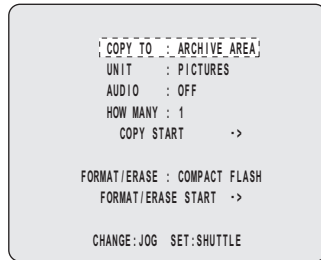 COPY TO : ARCHIVE AREA
UNIT : PICTURES
AUDIO : OFF
HOW MANY : 1
COPY START ->
FORMAT/ERASE : COMPACT FLASH
FORMAT/ERASE START ->
CHANGE:JOG SET:SHUTTLE